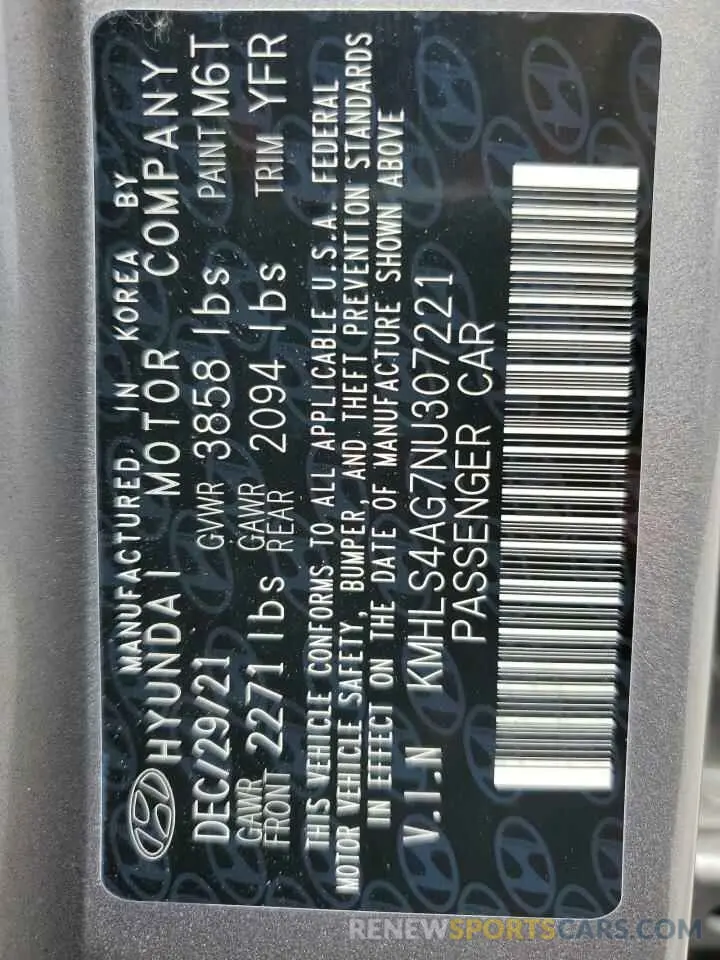 MANUFACTURED IN KOREA BY
HYUNDAI MOTOR COMPANY
DEC/29/21 GVWR 3858 lbs PAINT M6T
GAWR FRONT 2271 lbs GAWR REAR 2094 lbs TRIM YFR
THIS VEHICLE CONFORMS TO ALL APPLICABLE U.S.A. FEDERAL
MOTOR VEHICLE SAFETY, BUMPER, AND THEFT PREVENTION STANDARDS
IN EFFECT ON THE DATE OF MANUFACTURE SHOWN ABOVE
V.I.N KMHLS4AG7NU307221
PASSENGER CAR
RENEWSPORTSCARS.COM